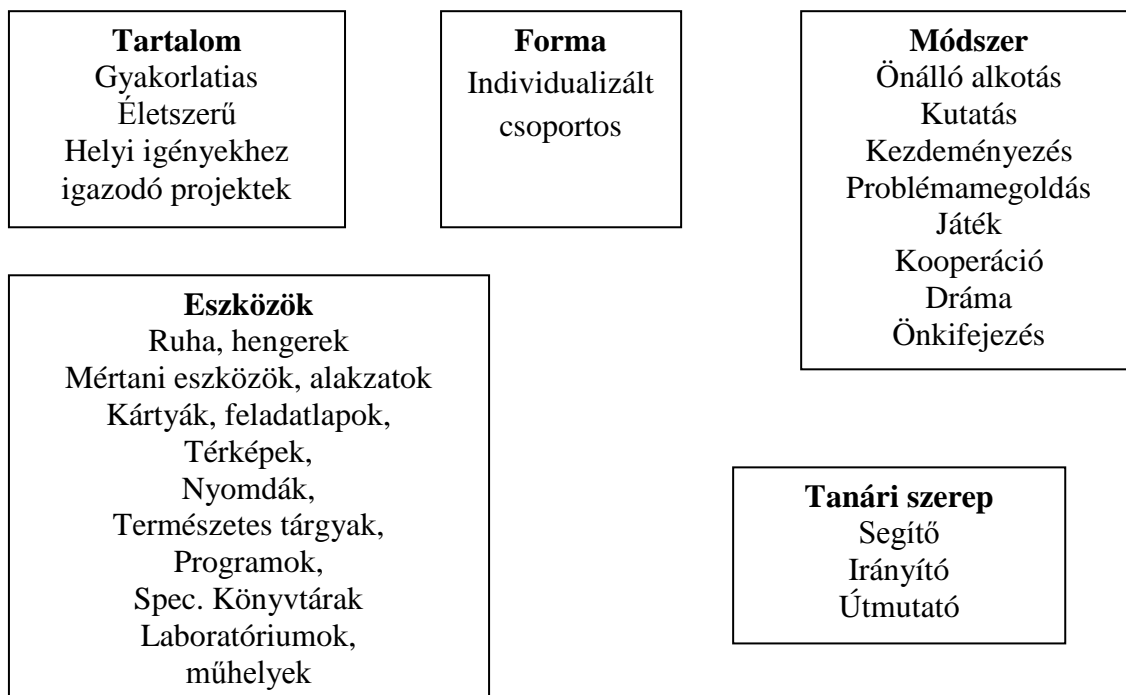 Tartalom
Gyakorlatias
Életszerű
Helyi igényekhez
igazodó projektek
Forma
Individualizált
csoportos
Módszer
Önálló alkotás
Kutatás
Kezdeményezés
Problémamegoldás
Játék
Kooperáció
Dráma
Önkifejezés
Eszközök
Ruha, hengerek
Mértani eszközök, alakzatok
Kártyák, feladatlapok,
Térképek,
Nyomdák,
Természetes tárgyak,
Programok,
Spec. Könyvtárak
Laboratóriumok,
műhelyek
Tanári szerep
Segítő
Irányító
Útmutató